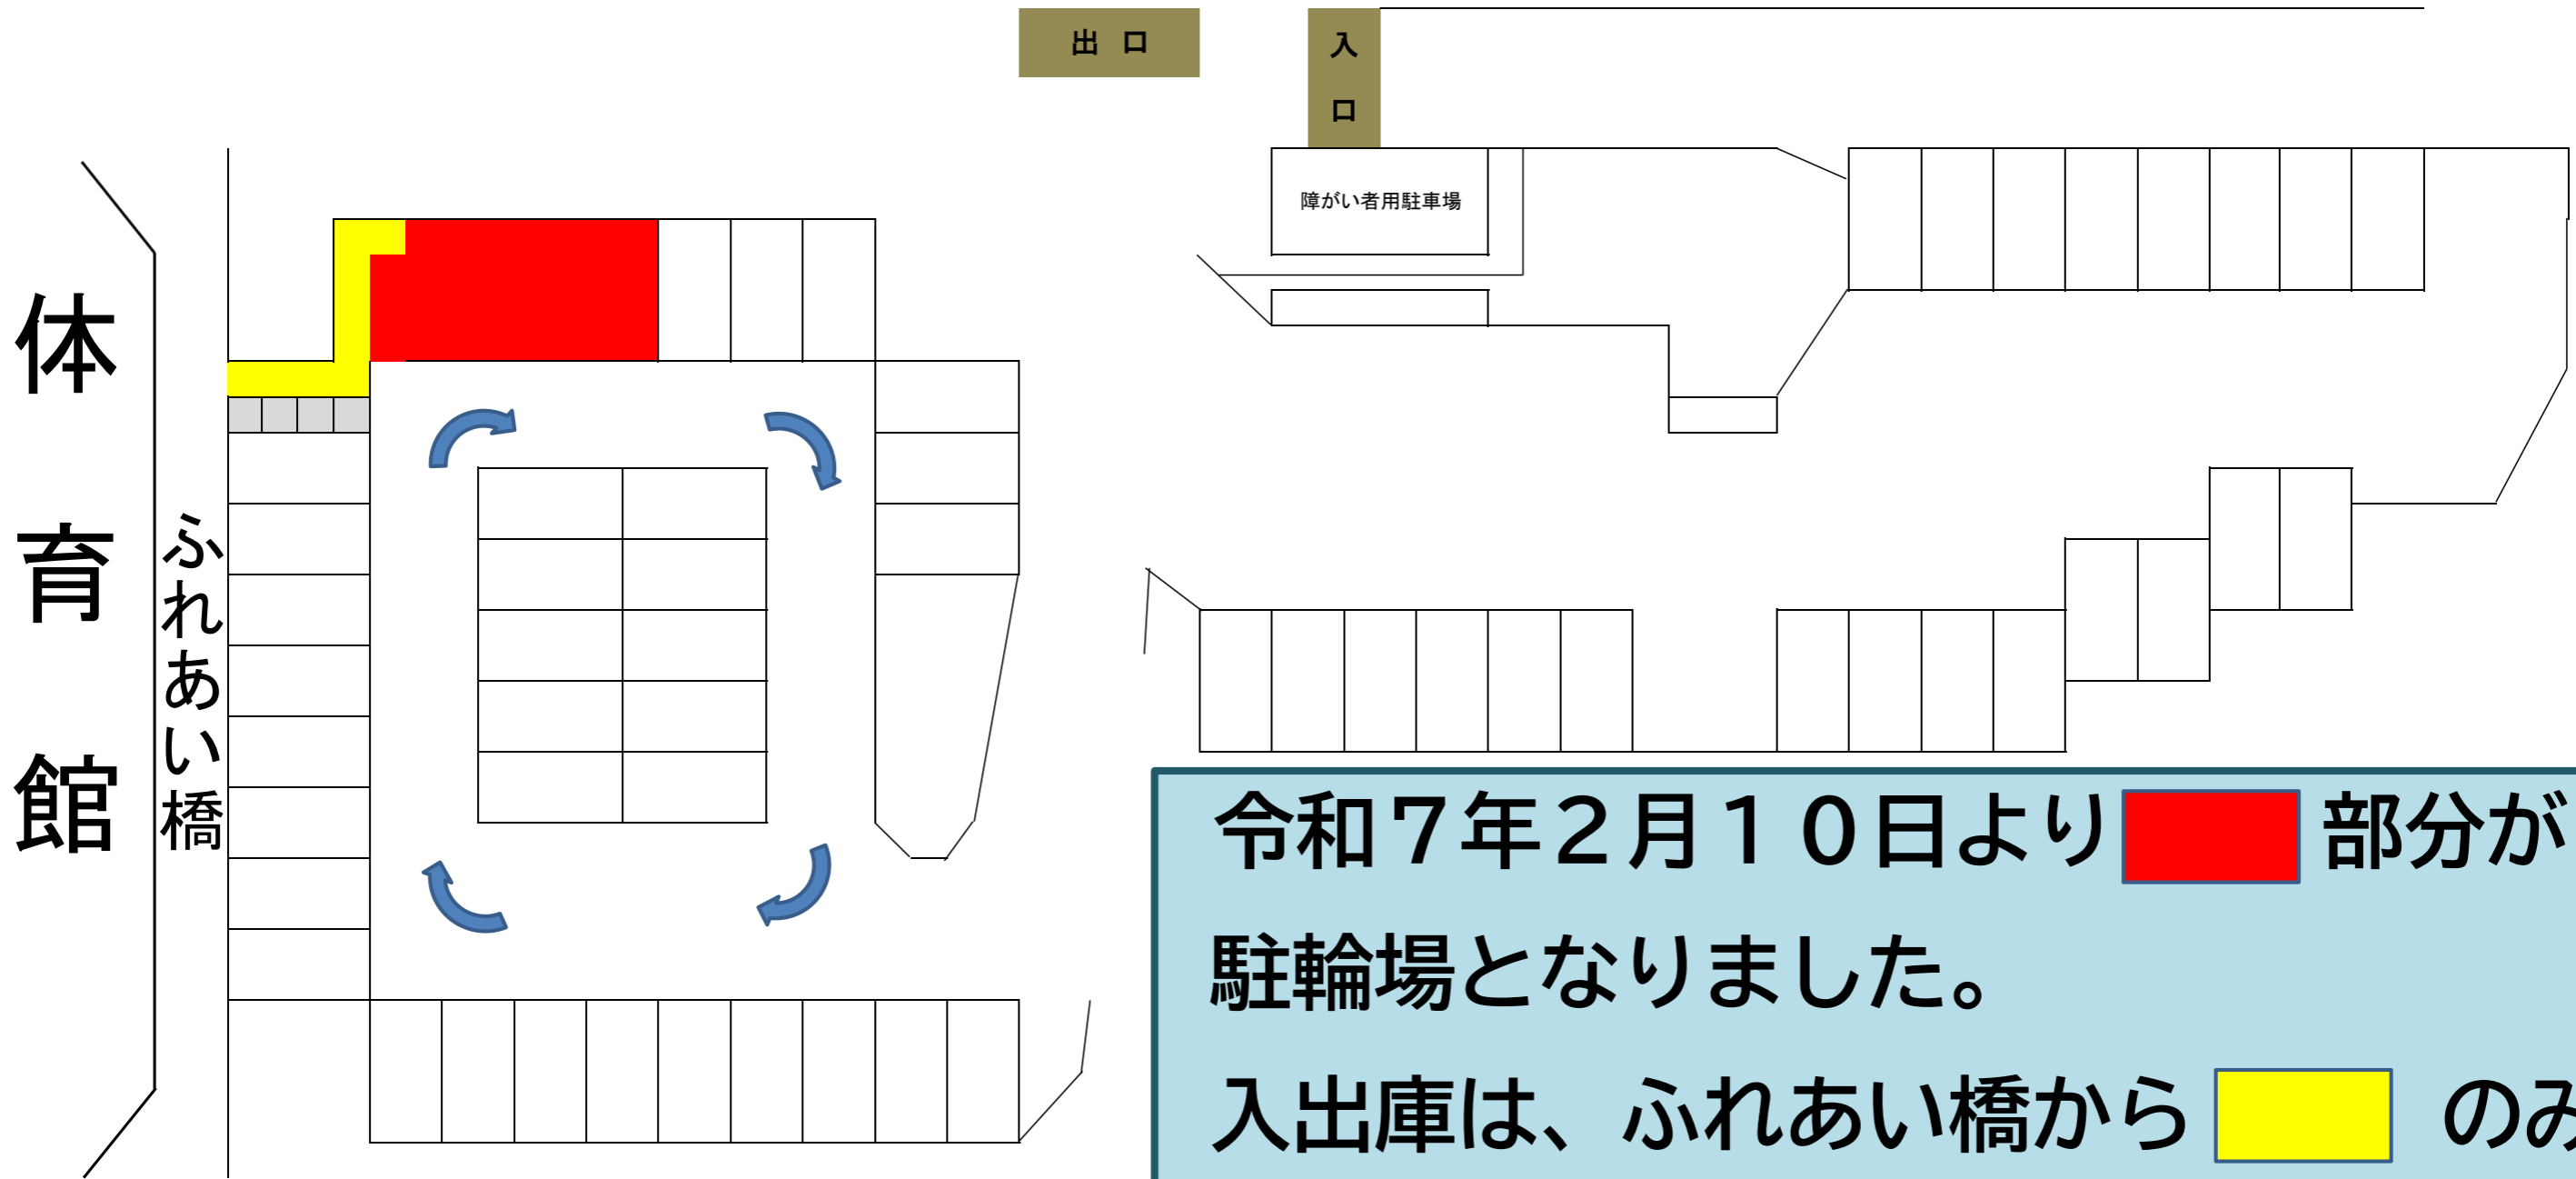 出 口
入口
障がい者用駐車場
体育館
ふれあい橋
令和７年２月１０日より 部分が
駐輪場となりました。
入出庫は、ふれあい橋から のみ